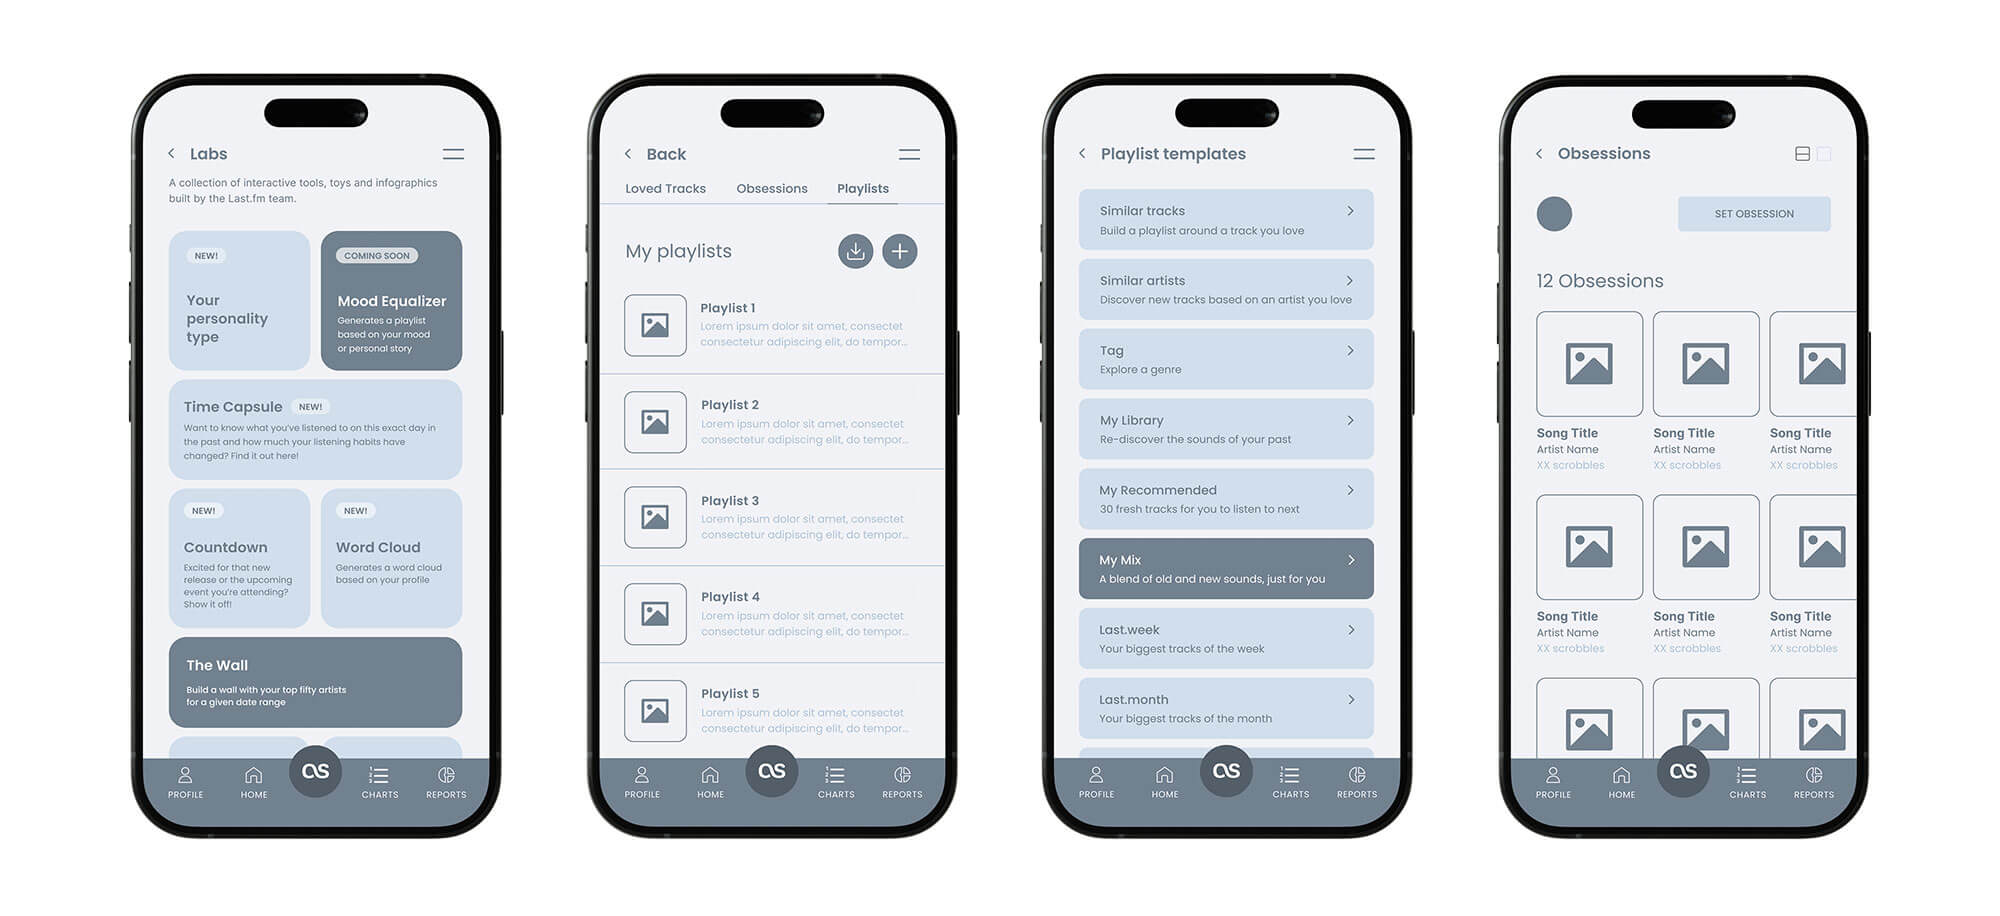 Labs
A collection of interactive tools, toys and infographics
built by the Last.fm team.
NEW!
Your
personality
type
COMING SOON
Mood Equalizer
Generates a playlist
based on your mood
or personal story
Time Capsule NEW!
Want to know what you've listened to on this exact day in
the past and how much your listening habits have
changed? Find it out here!
NEW!
Countdown
Excited for that new
release or the upcoming
event you're attending?
Show it off!
NEW!
Word Cloud
Generates a word cloud
based on your profile
The Wall
Build a wall with your top fifty artists
for a given date range
PROFILE HOME as CHARTS REPORTS
Back
Loved Tracks Obsessions Playlists
My playlists
Playlist 1
Lorem ipsum dolor sit amet, consectet
consectetur adipiscing elit, do tempor...
Playlist 2
Lorem ipsum dolor sit amet, consectet
consectetur adipiscing elit, do tempor...
Playlist 3
Lorem ipsum dolor sit amet, consectet
consectetur adipiscing elit, do tempor...
Playlist 4
Lorem ipsum dolor sit amet, consectet
consectetur adipiscing elit, do tempor...
Playlist 5
Lorem ipsum dolor sit amet, consectet
consectetur adipiscing elit, do tempor...
PROFILE HOME as CHARTS REPORTS
Playlist templates
Similar tracks
Build a playlist around a track you love
Similar artists
Discover new tracks based on an artist you love
Tag
Explore a genre
My Library
Re-discover the sounds of your past
My Recommended
30 fresh tracks for you to listen to next
My Mix
A blend of old and new sounds, just for you
Last.week
Your biggest tracks of the week
Last.month
Your biggest tracks of the month
PROFILE HOME as CHARTS REPORTS
Obsessions
SET OBSESSION
12 Obsessions
Song Title Song Title Song Title
Artist Name Artist Name Artist Name
XX scrobbles XX scrobbles XX scrobbles
Song Title Song Title Song Title
Artist Name Artist Name Artist Name
XX scrobbles XX scrobbles XX scrobbles
PROFILE HOME as CHARTS REPORTS